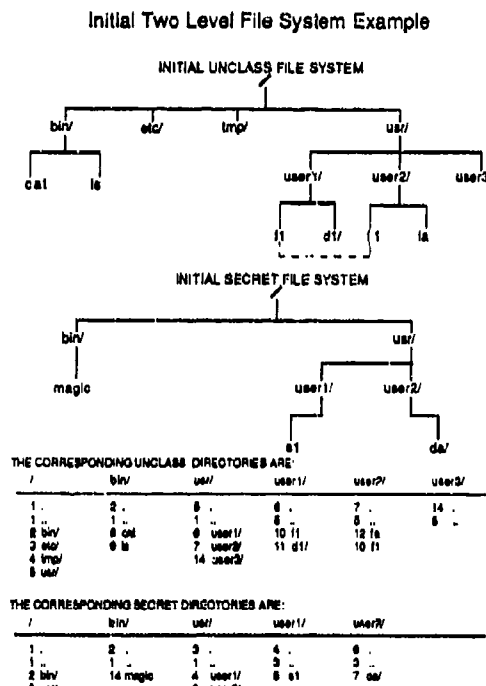 Initial Two Level File System Example
INITIAL UNCLASS FILE SYSTEM
/
bin/ etc/ tmp/ usr/
cat ls user1/ user2/ user3
f1 d1/ f1 fa
INITIAL SECRET FILE SYSTEM
/
bin/ usr/
magic user1/ user2/
s1 da/
THE CORRESPONDING UNCLASS DIRECTORIES ARE:
/ bin/ usr/ user1/ user2/ user3/
1 . 2 . 5 . 6 . 7 . 14 .
1 .. 1 .. 1 .. 5 .. 5 .. 5 ..
2 bin/ 8 cat 6 user1/ 10 f1 12 fa
3 etc/ 9 ls 7 user2/ 11 d1/ 10 f1
4 tmp/ 14 user3/
5 usr/
THE CORRESPONDING SECRET DIRECTORIES ARE:
/ bin/ usr/ user1/ user2/
1 . 2 . 3 . 4 . 6 .
1 .. 1 .. 1 .. 3 .. 3 ..
2 bin/ 14 magic 4 user1/ 5 s1 7 da/